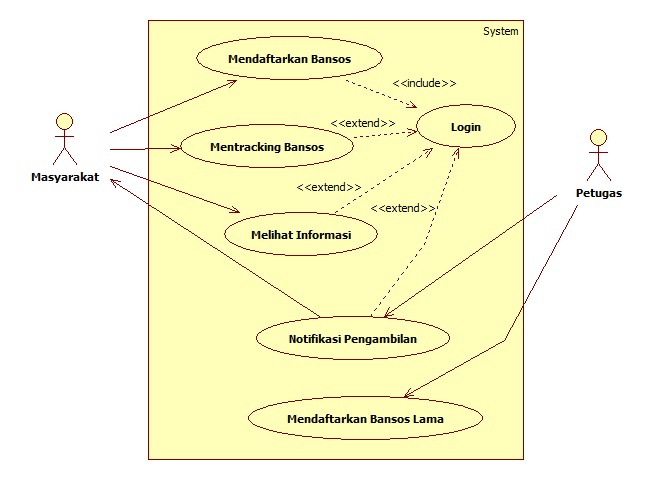 System
Mendaftarkan Bansos
<<include>>
<<extend>>
Login
Mentracking Bansos
Masyarakat
<<extend>>
Petugas
<<extend>>
Melihat Informasi
Notifikasi Pengambilan
Mendaftarkan Bansos Lama